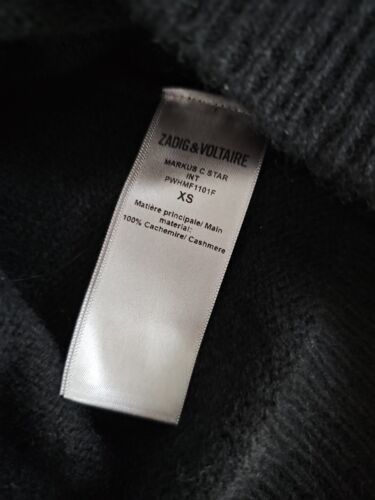 ZADIG&VOLTAIRE
MARKUS C STAR
INT
PWHMF1101F
XS
Matière principale/ Main
material:
100% Cachemire/ Cashmere